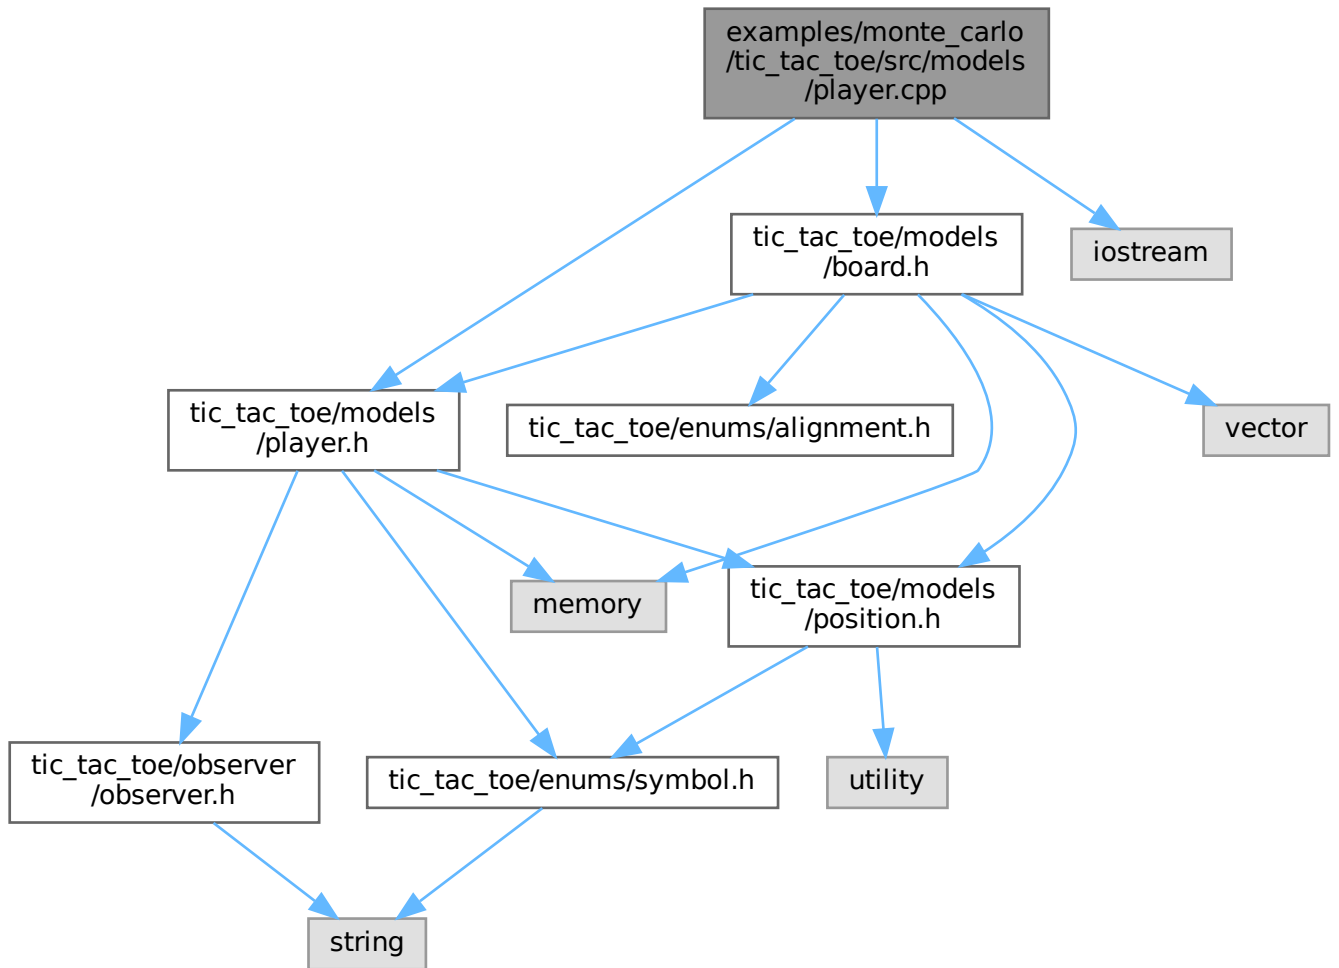 examples/monte_carlo
/tic_tac_toe/src/models
/player.cpp
tic_tac_toe/models
/board.h
iostream
tic_tac_toe/models
/player.h
tic_tac_toe/enums/alignment.h
vector
memory
tic_tac_toe/models
/position.h
tic_tac_toe/observer
/observer.h
tic_tac_toe/enums/symbol.h
utility
string